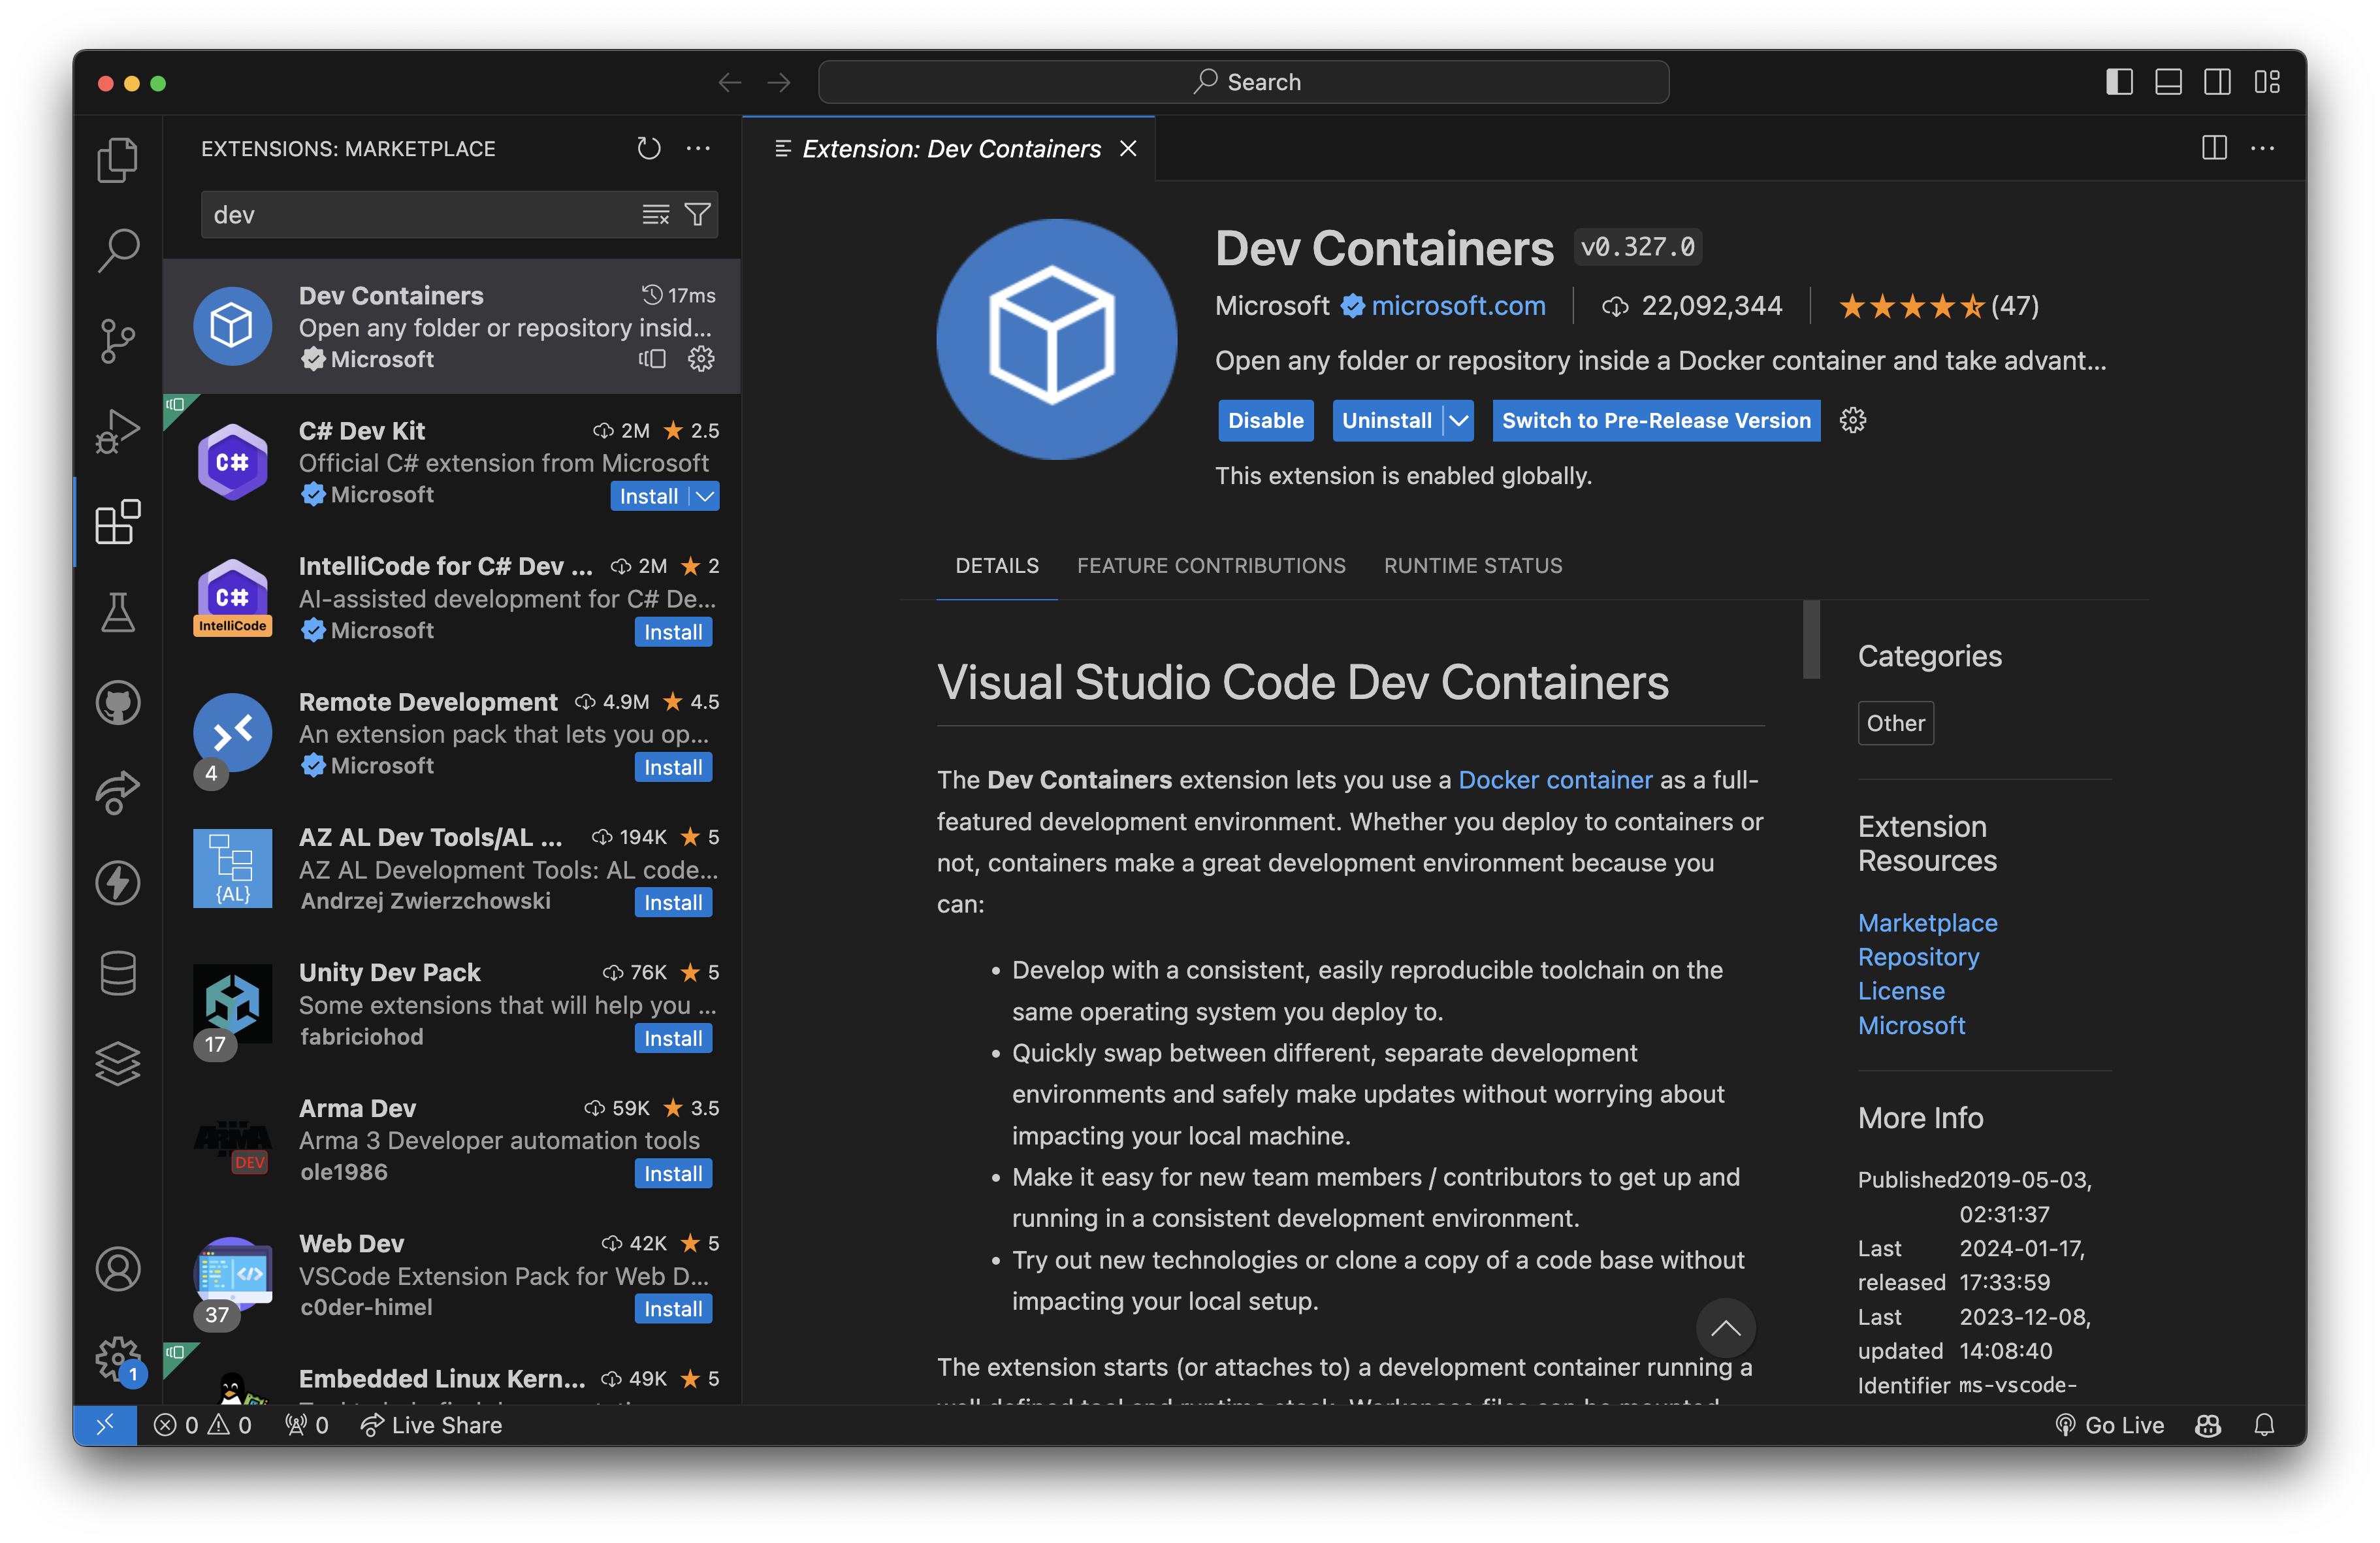 Search
EXTENSIONS: MARKETPLACE
dev
Dev Containers 17ms
Open any folder or repository insid...
Microsoft
C# Dev Kit 2M 2.5
C#
Official C# extension from Microsoft
Microsoft Install
IntelliCode for C# Dev ... 2M 2
C#
AI-assisted development for C# De...
IntelliCode
Microsoft Install
Remote Development 4.9M 4.5
An extension pack that lets you op...
Microsoft Install
4
AZ AL Dev Tools/AL ... 194K 5
AZ AL Development Tools: AL code...
{AL}
Andrzej Zwierzchowski Install
Unity Dev Pack 76K 5
Some extensions that will help you ...
fabriciohod Install
17
Arma Dev 59K 3.5
ARMA
Arma 3 Developer automation tools
DEV
ole1986 Install
Web Dev 42K 5
</>
VSCode Extension Pack for Web D...
c0der-himel Install
37
Embedded Linux Kern... 49K 5
Extension: Dev Containers
Dev Containers v0.327.0
Microsoft microsoft.com 22,092,344 (47)
Open any folder or repository inside a Docker container and take advant...
Disable Uninstall Switch to Pre-Release Version
This extension is enabled globally.
DETAILS FEATURE CONTRIBUTIONS RUNTIME STATUS
Visual Studio Code Dev Containers
The Dev Containers extension lets you use a Docker container as a full-
featured development environment. Whether you deploy to containers or
not, containers make a great development environment because you
can:
• Develop with a consistent, easily reproducible toolchain on the
same operating system you deploy to.
• Quickly swap between different, separate development
environments and safely make updates without worrying about
impacting your local machine.
• Make it easy for new team members / contributors to get up and
running in a consistent development environment.
• Try out new technologies or clone a copy of a code base without
impacting your local setup.
The extension starts (or attaches to) a development container running a
Categories
Other
Extension
Resources
Marketplace
Repository
License
Microsoft
More Info
Published 2019-05-03,
02:31:37
Last 2024-01-17,
released 17:33:59
Last 2023-12-08,
updated 14:08:40
Identifier ms-vscode-
1
0 0 0 Live Share Go Live